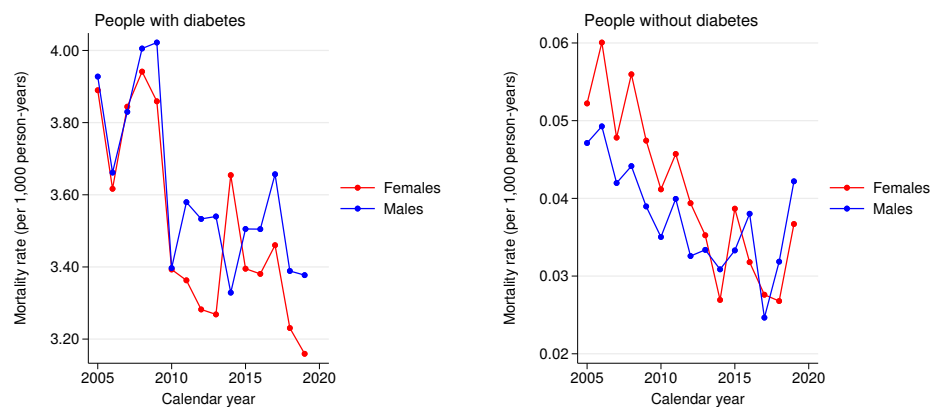 People with diabetes
Mortality rate (per 1,000 person-years)
4.00
3.80
3.60
3.40
3.20
2005
2010
2015
2020
Calendar year
Females
Males
People without diabetes
Mortality rate (per 1,000 person-years)
0.06
0.05
0.04
0.03
0.02
2005
2010
2015
2020
Calendar year
Females
Males